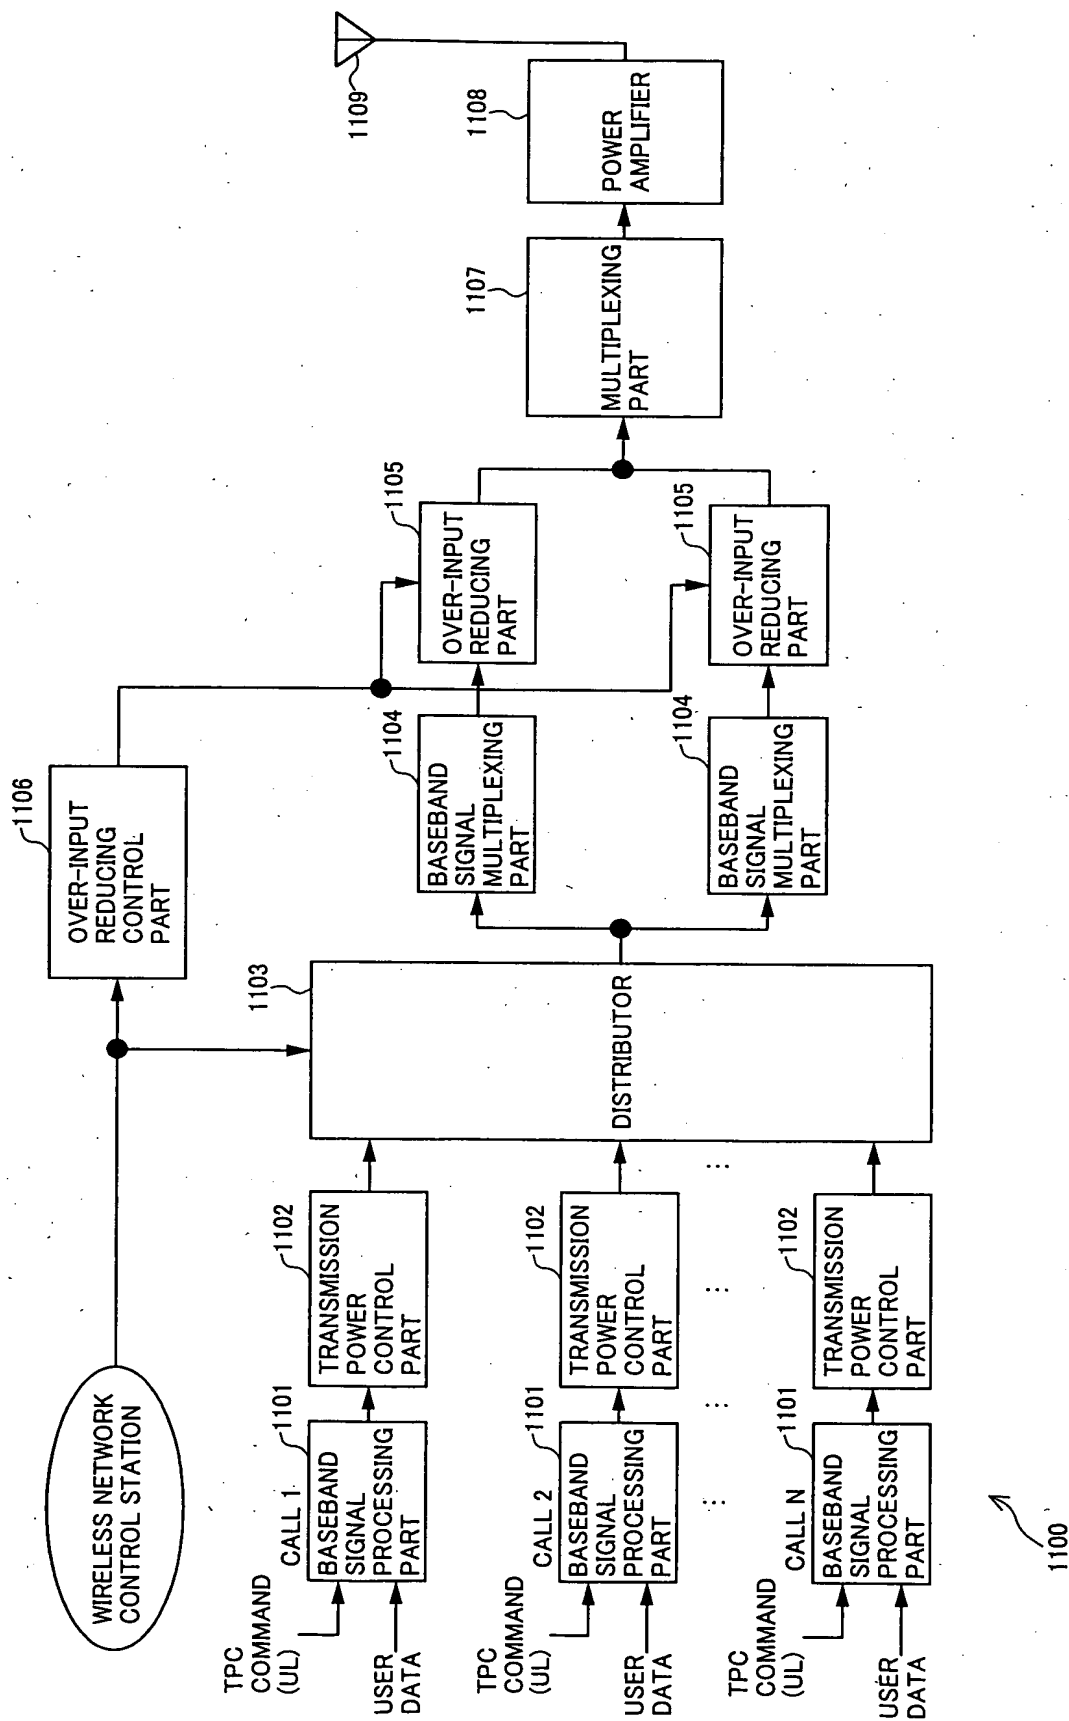 WIRELESS NETWORK
CONTROL STATION
1106
OVER-INPUT
REDUCING
CONTROL
PART
TPC
COMMAND
(UL)
USER
DATA
CALL 1
1101
BASEBAND
SIGNAL
PROCESSING
PART
1102
TRANSMISSION
POWER
CONTROL
PART
TPC
COMMAND
(UL)
USER
DATA
CALL 2
1101
BASEBAND
SIGNAL
PROCESSING
PART
1102
TRANSMISSION
POWER
CONTROL
PART
TPC
COMMAND
(UL)
USER
DATA
CALL N
1101
BASEBAND
SIGNAL
PROCESSING
PART
1102
TRANSMISSION
POWER
CONTROL
PART
...
...
...
...
1103
DISTRIBUTOR
1104
BASEBAND
SIGNAL
MULTIPLEXING
PART
1105
OVER-INPUT
REDUCING
PART
1104
BASEBAND
SIGNAL
MULTIPLEXING
PART
1105
OVER-INPUT
REDUCING
PART
1107
MULTIPLEXING
PART
1108
POWER
AMPLIFIER
1109
1100